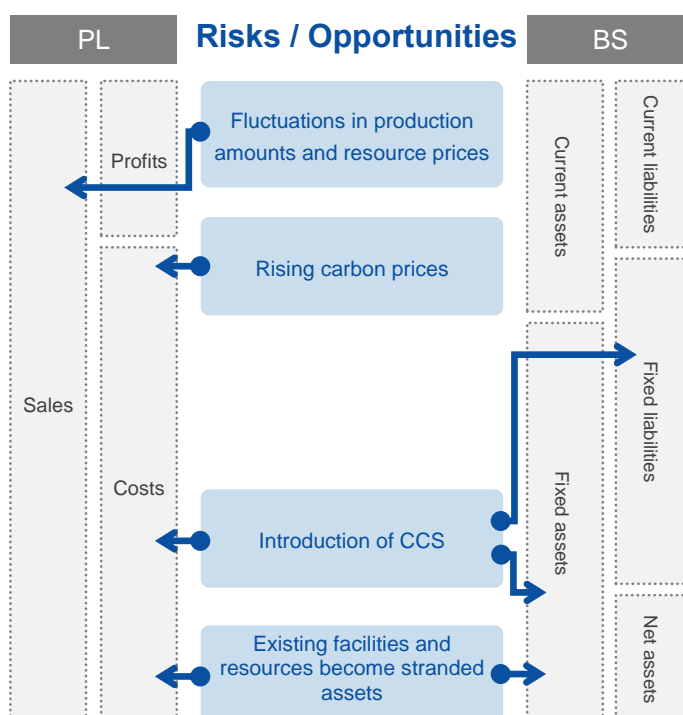 PL
Risks / Opportunities
BS
Fluctuations in production
amounts and resource prices
Profits
Current assets
Current liabilities
Rising carbon prices
Sales
Costs
Fixed liabilities
Fixed assets
Introduction of CCS
Existing facilities and
resources become stranded
assets
Net assets